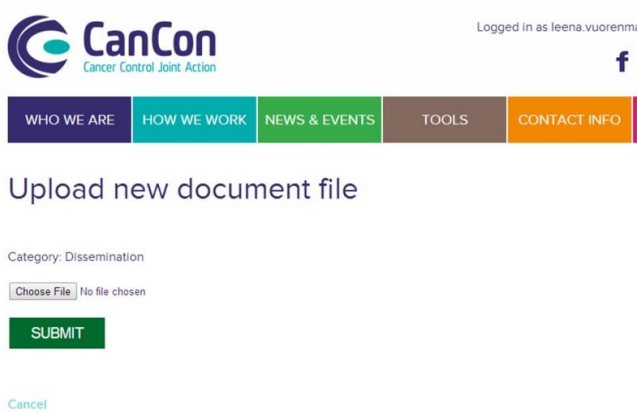 CanCon
Cancer Control Joint Action
Logged in as leena.vuorenma
f
WHO WE ARE HOW WE WORK NEWS & EVENTS TOOLS CONTACT INFO
Upload new document file
Category: Dissemination
Choose File No file chosen
SUBMIT
Cancel